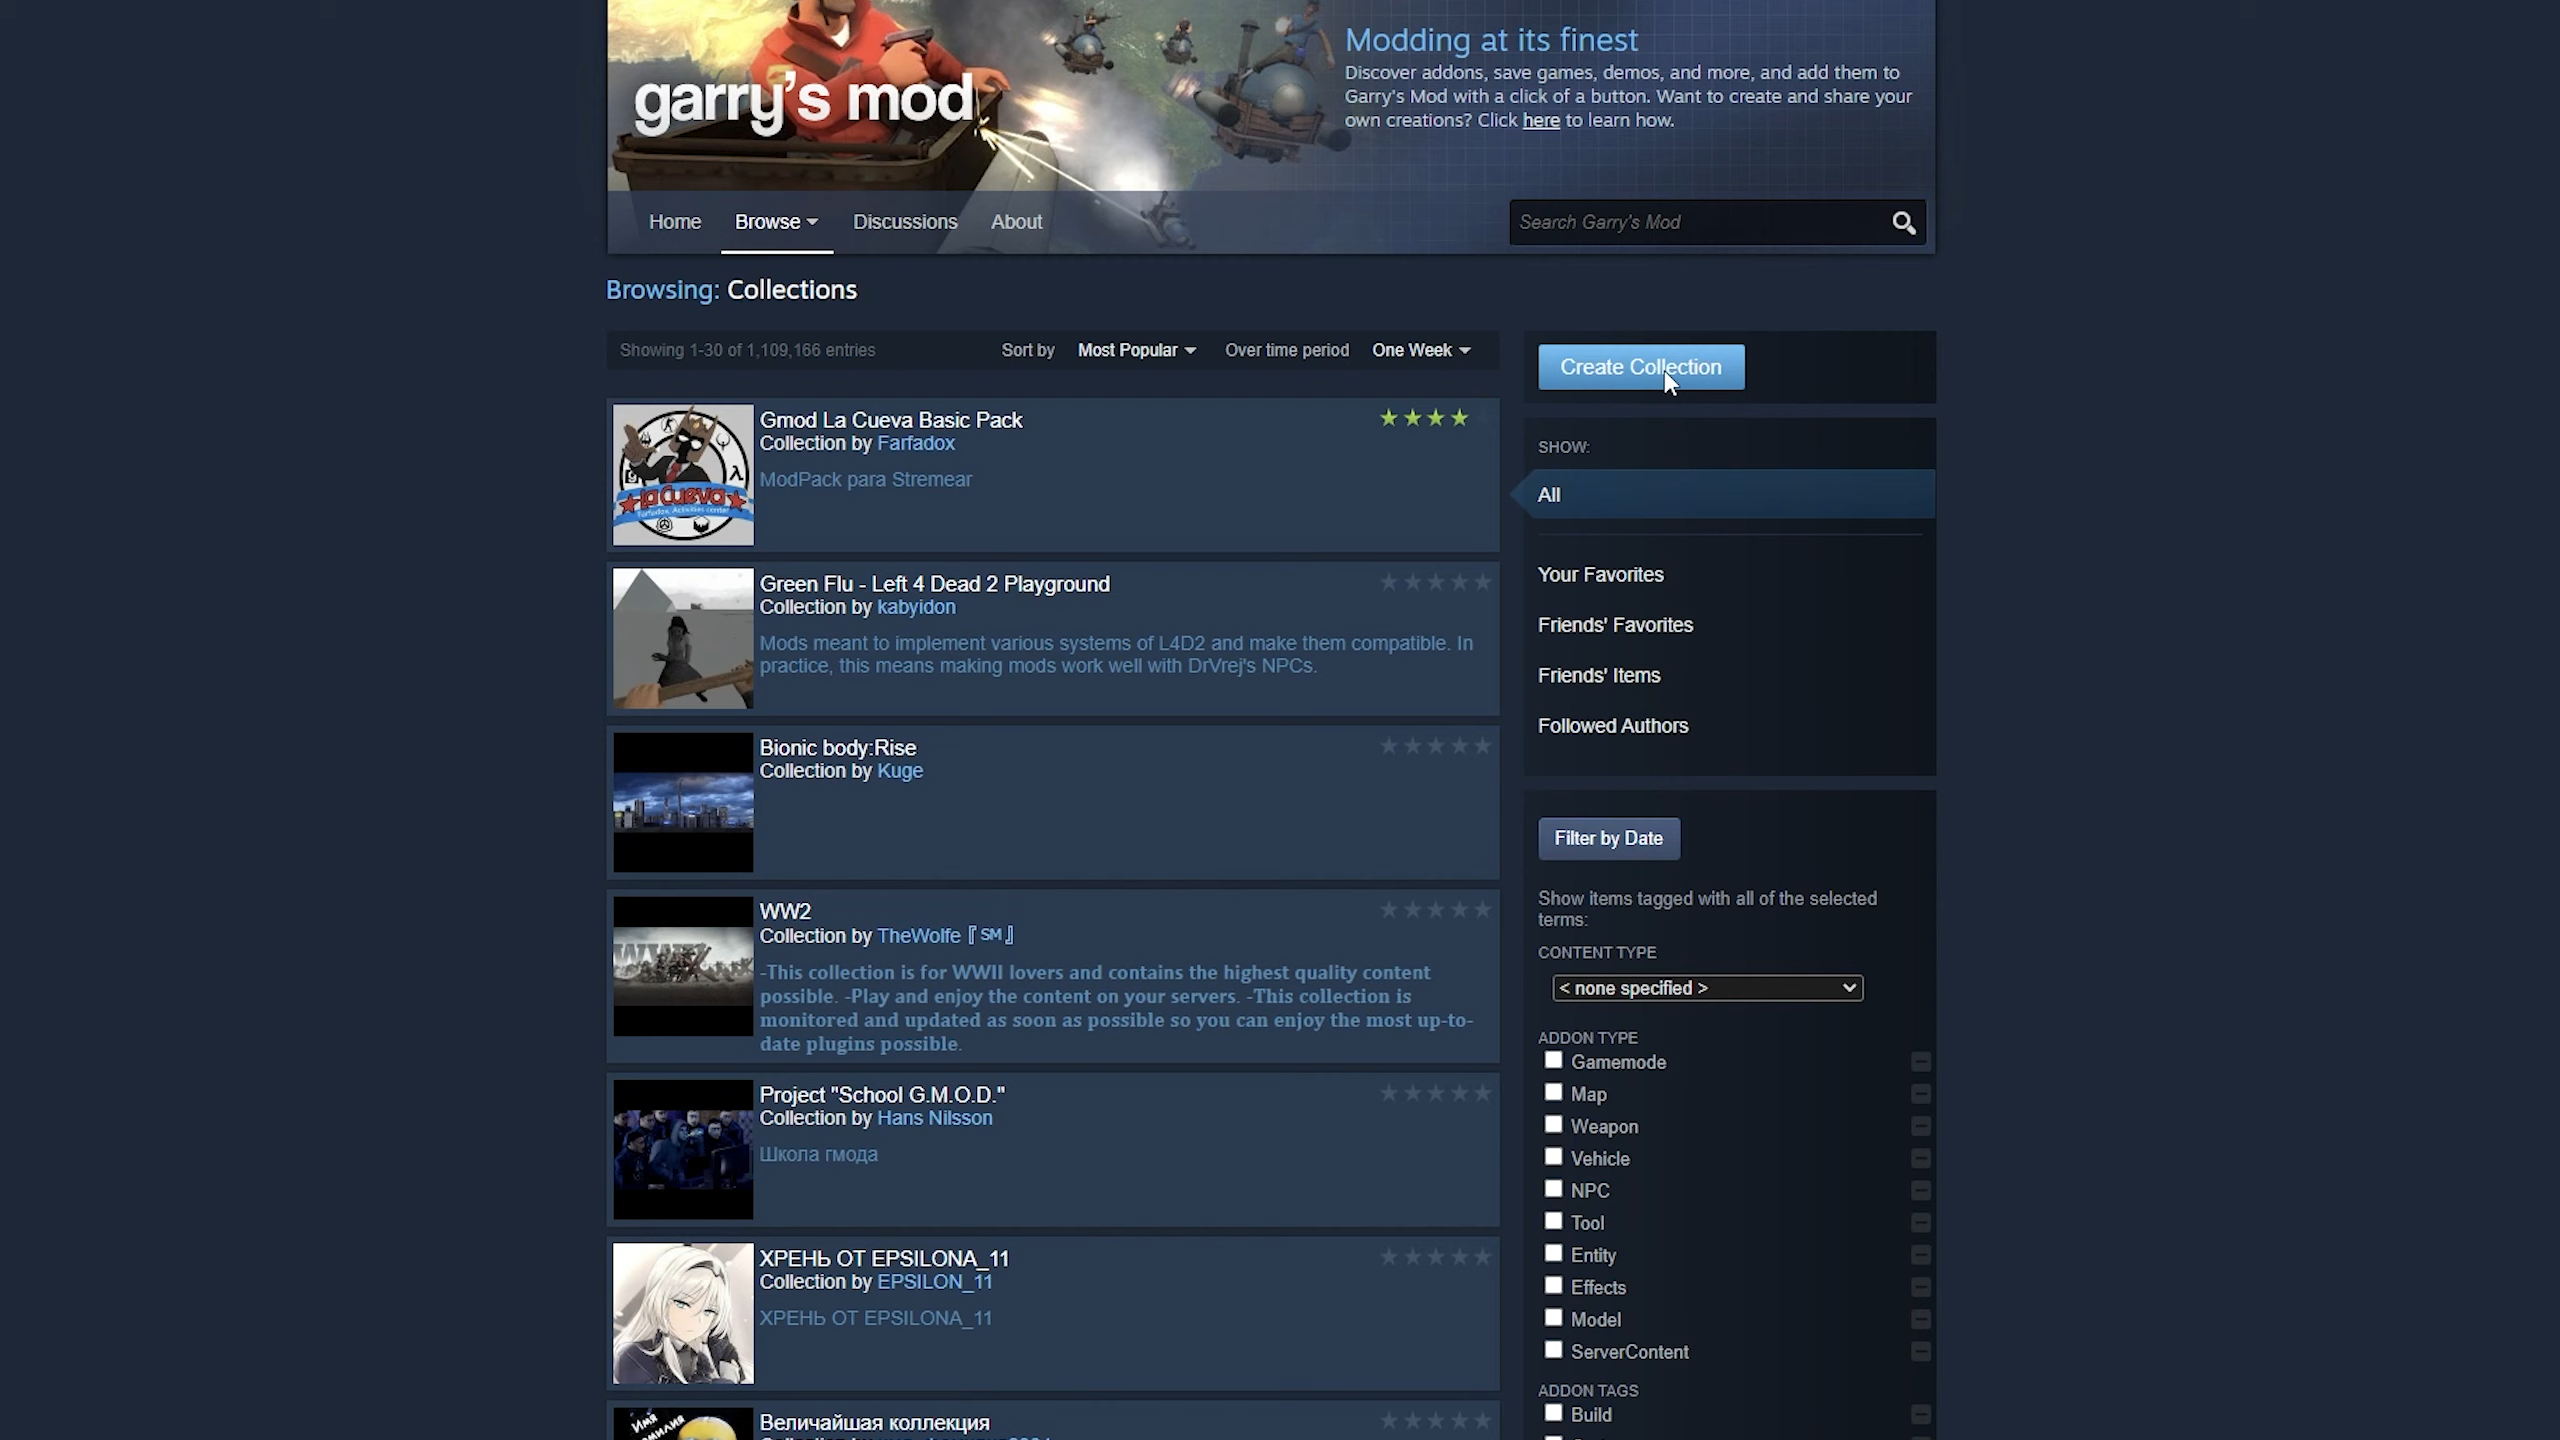 garry's mod
Modding at its finest
Discover addons, save games, demos, and more, and add them to
Garry's Mod with a click of a button. Want to create and share your
own creations? Click here to learn how.
Home Browse Discussions About
Search Garry's Mod
Browsing: Collections
Showing 1-30 of 1,109,166 entries Sort by Most Popular Over time period One Week
Create Collection
SHOW:
All
Your Favorites
Friends' Favorites
Friends' Items
Followed Authors
Filter by Date
Show items tagged with all of the selected
terms:
CONTENT TYPE
< none specified >
ADDON TYPE
Gamemode
Map
Weapon
Vehicle
NPC
Tool
Entity
Effects
Model
ServerContent
ADDON TAGS
Build
Gmod La Cueva Basic Pack
Collection by Farfadox
ModPack para Stremear
la Cueva
Farfadox Activities center
Green Flu - Left 4 Dead 2 Playground
Collection by kabyidon
Mods meant to implement various systems of L4D2 and make them compatible. In
practice, this means making mods work well with DrVrej's NPCs.
Bionic body:Rise
Collection by Kuge
WW2
Collection by TheWolfe『SM』
-This collection is for WWII lovers and contains the highest quality content
possible. -Play and enjoy the content on your servers. -This collection is
monitored and updated as soon as possible so you can enjoy the most up-to-
date plugins possible.
Project "School G.M.O.D."
Collection by Hans Nilsson
Школа гмода
ХРЕНЬ ОТ EPSILONA_11
Collection by EPSILON_11
ХРЕНЬ ОТ EPSILONA_11
Величайшая коллекция
Имя